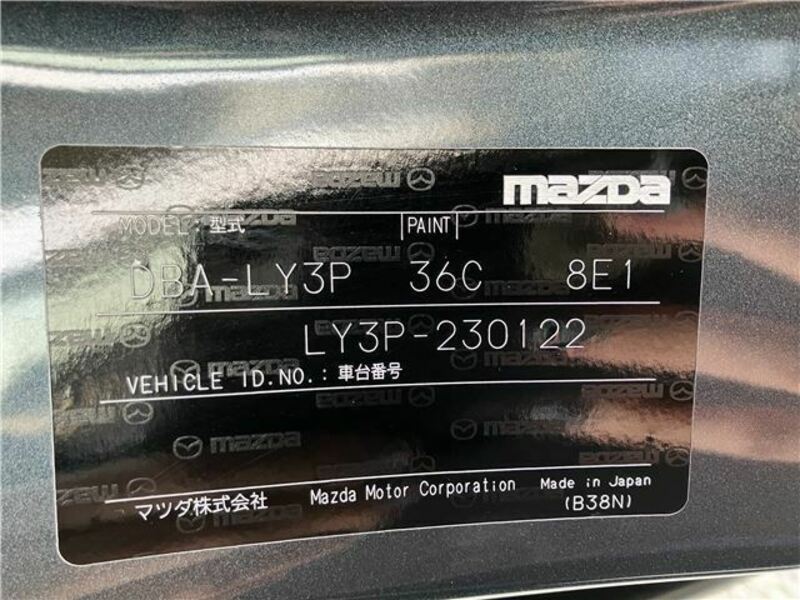 mazda
MODEL : 型式 PAINT
DBA-LY3P 36C 8E1
LY3P-230122
VEHICLE ID.NO.: 車台番号
マツダ株式会社 Mazda Motor Corporation Made in Japan
(B38N)